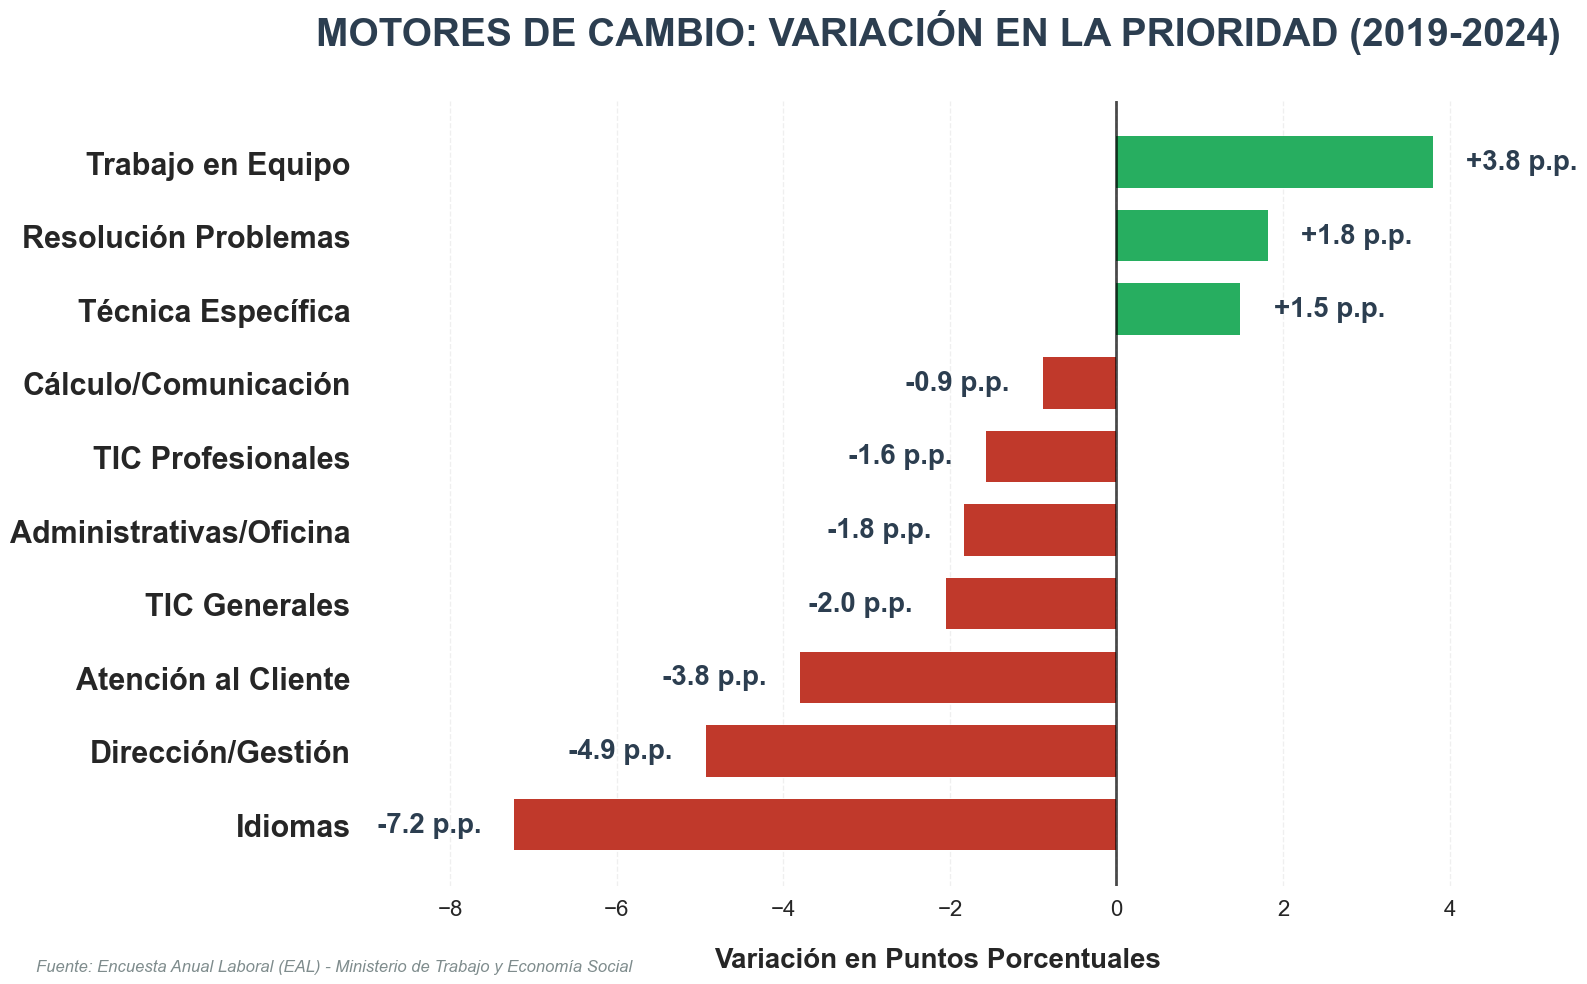 MOTORES DE CAMBIO: VARIACIÓN EN LA PRIORIDAD (2019-2024)
Trabajo en Equipo
+3.8 p.p.
Resolución Problemas
+1.8 p.p.
Técnica Específica
+1.5 p.p.
Cálculo/Comunicación
-0.9 p.p.
TIC Profesionales
-1.6 p.p.
Administrativas/Oficina
-1.8 p.p.
TIC Generales
-2.0 p.p.
Atención al Cliente
-3.8 p.p.
Dirección/Gestión
-4.9 p.p.
Idiomas
-7.2 p.p.
−8 −6 −4 −2 0 2 4
Variación en Puntos Porcentuales
Fuente: Encuesta Anual Laboral (EAL) - Ministerio de Trabajo y Economía Social